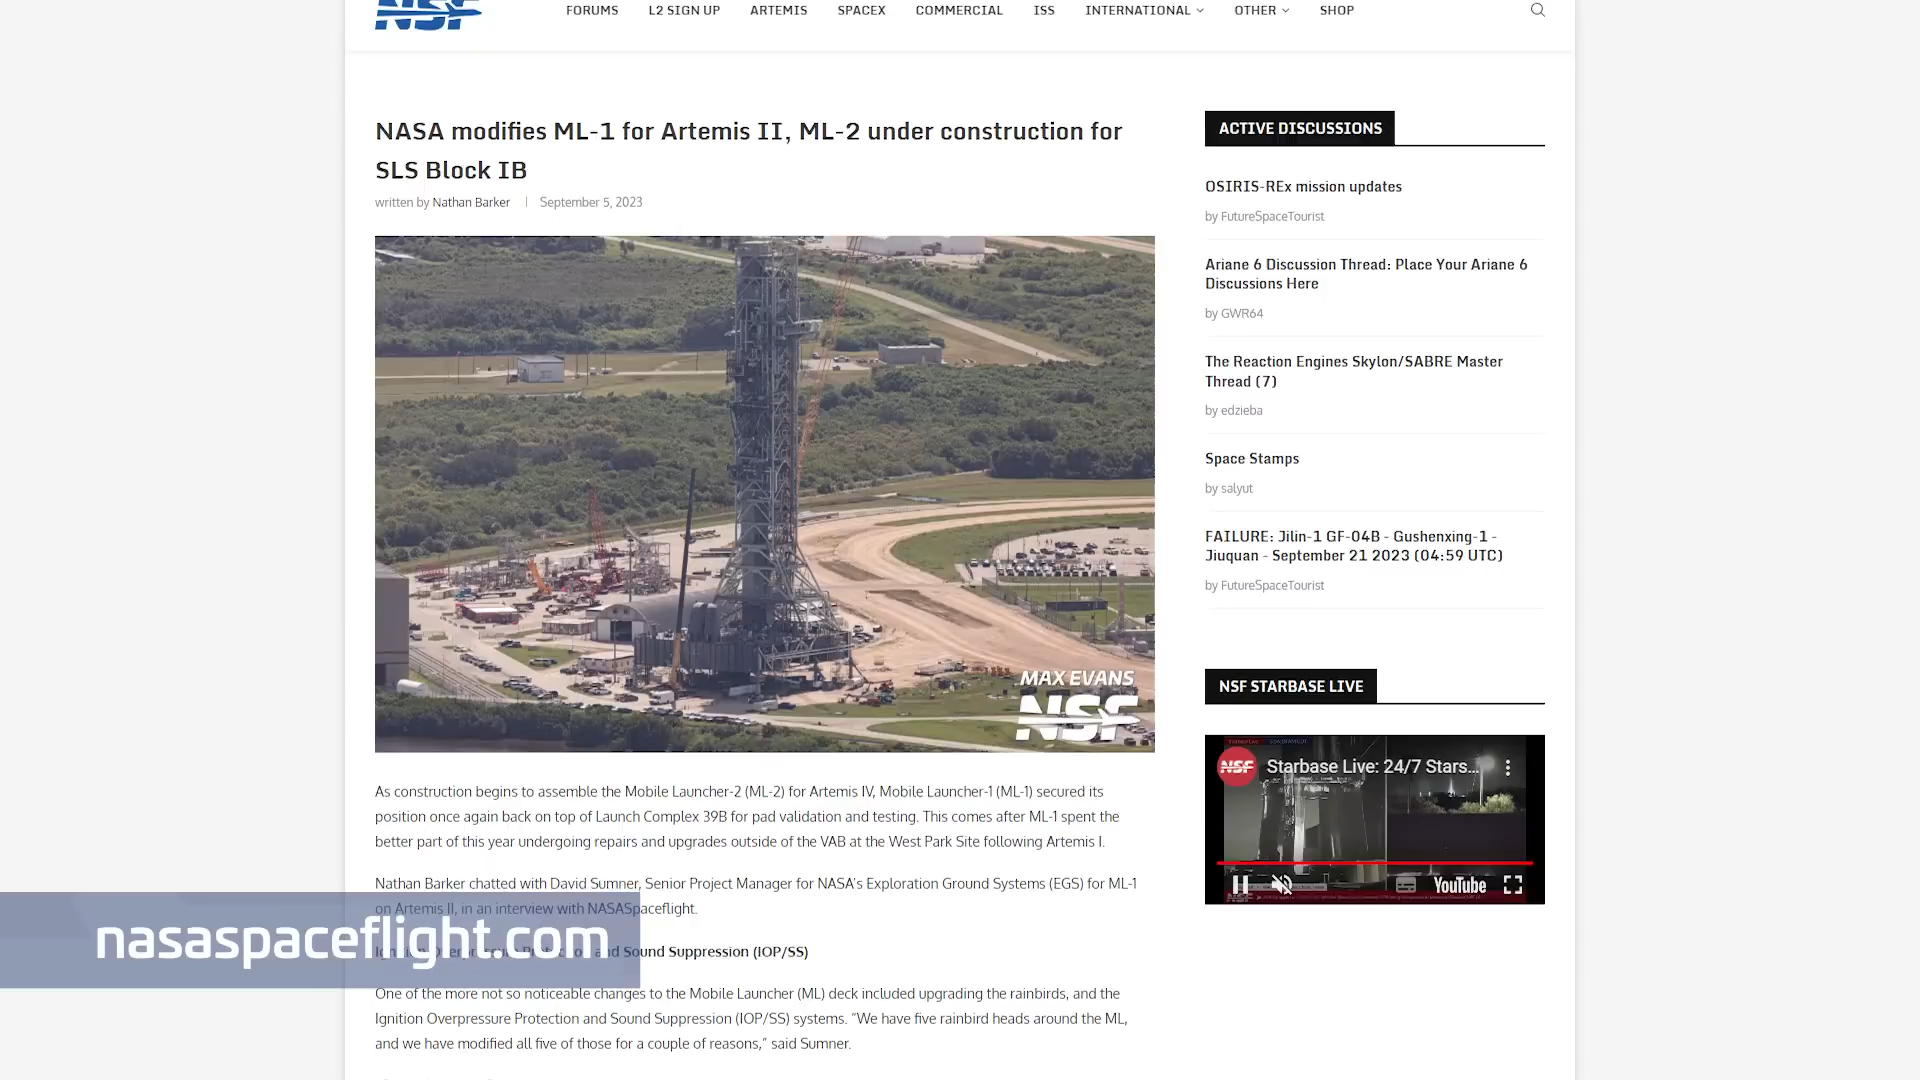 NSF
FORUMS L2 SIGN UP ARTEMIS SPACEX COMMERCIAL ISS INTERNATIONAL OTHER SHOP
NASA modifies ML-1 for Artemis II, ML-2 under construction for
SLS Block IB
written by Nathan Barker | September 5, 2023
MAX EVANS
NSF
As construction begins to assemble the Mobile Launcher-2 (ML-2) for Artemis IV, Mobile Launcher-1 (ML-1) secured its
position once again back on top of Launch Complex 39B for pad validation and testing. This comes after ML-1 spent the
better part of this year undergoing repairs and upgrades outside of the VAB at the West Park Site following Artemis I.
Nathan Barker chatted with David Sumner, Senior Project Manager for NASA's Exploration Ground Systems (EGS) for ML-1
on Artemis II, in an interview with NASASpaceflight.
nasaspaceflight.com
Ignition Overpressure Protection and Sound Suppression (IOP/SS)
One of the more not so noticeable changes to the Mobile Launcher (ML) deck included upgrading the rainbirds, and the
Ignition Overpressure Protection and Sound Suppression (IOP/SS) systems. “We have five rainbird heads around the ML,
and we have modified all five of those for a couple of reasons,” said Sumner.
ACTIVE DISCUSSIONS
OSIRIS-REx mission updates
by FutureSpaceTourist
Ariane 6 Discussion Thread: Place Your Ariane 6
Discussions Here
by GWR64
The Reaction Engines Skylon/SABRE Master
Thread (7)
by edzieba
Space Stamps
by salyut
FAILURE: Jilin-1 GF-04B - Gushenxing-1 -
Jiuquan - September 21 2023 (04:59 UTC)
by FutureSpaceTourist
NSF STARBASE LIVE
NSF Starbase Live: 24/7 Stars...
YouTube